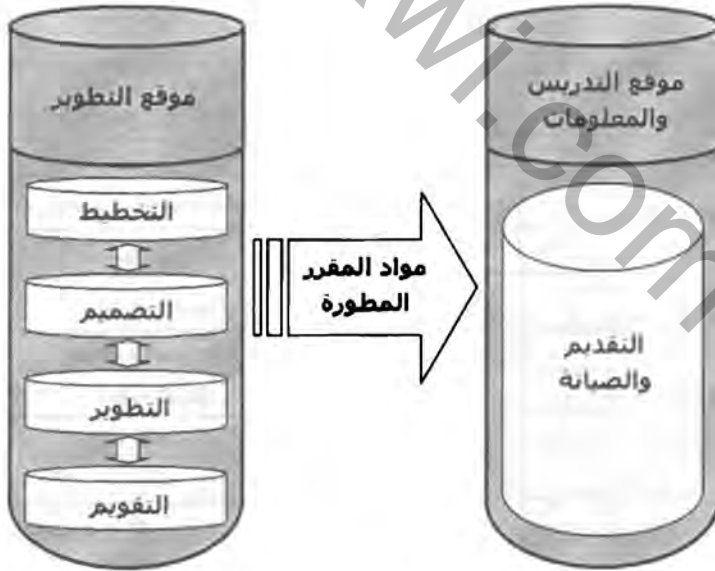 موقع التطوير
التخطيط
التصميم
التطوير
التقويم
مواد المقرر
المطورة
موقع التدريس
والمعلومات
التقديم
والصيانة